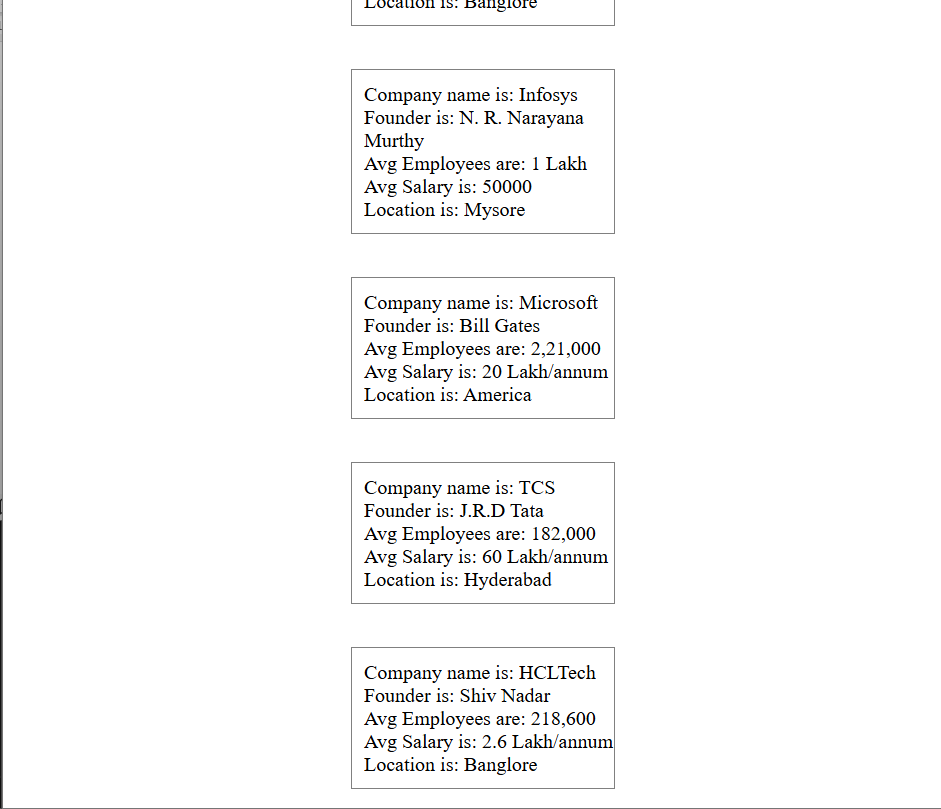 Location is: Banglore
Company name is: Infosys
Founder is: N. R. Narayana
Murthy
Avg Employees are: 1 Lakh
Avg Salary is: 50000
Location is: Mysore
Company name is: Microsoft
Founder is: Bill Gates
Avg Employees are: 2,21,000
Avg Salary is: 20 Lakh/annum
Location is: America
Company name is: TCS
Founder is: J.R.D Tata
Avg Employees are: 182,000
Avg Salary is: 60 Lakh/annum
Location is: Hyderabad
Company name is: HCLTech
Founder is: Shiv Nadar
Avg Employees are: 218,600
Avg Salary is: 2.6 Lakh/annum
Location is: Banglore